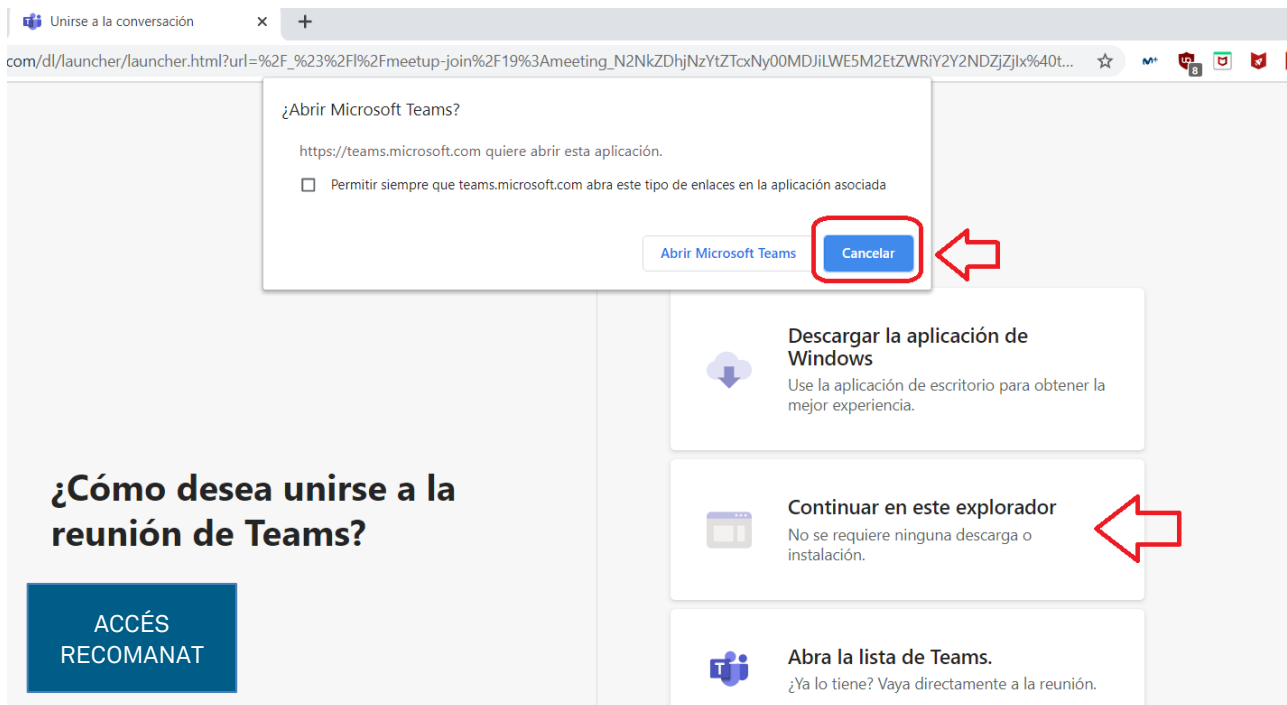 Unirse a la conversación
com/dl/launcher/launcher.html?url=%2F_%23%2Fl%2Fmeetup-join%2F19%3Ameeting_N2NkZDhjNzYtZTcxNy00MDJiLWE5M2EtZWRiY2Y2NDZjZjIx%40t...
8
¿Abrir Microsoft Teams?
https://teams.microsoft.com quiere abrir esta aplicación.
Permitir siempre que teams.microsoft.com abra este tipo de enlaces en la aplicación asociada
Abrir Microsoft Teams
Cancelar
Descargar la aplicación de
Windows
Use la aplicación de escritorio para obtener la
mejor experiencia.
¿Cómo desea unirse a la
reunión de Teams?
Continuar en este explorador
No se requiere ninguna descarga o
instalación.
ACCÉS
RECOMANAT
Abra la lista de Teams.
¿Ya lo tiene? Vaya directamente a la reunión.